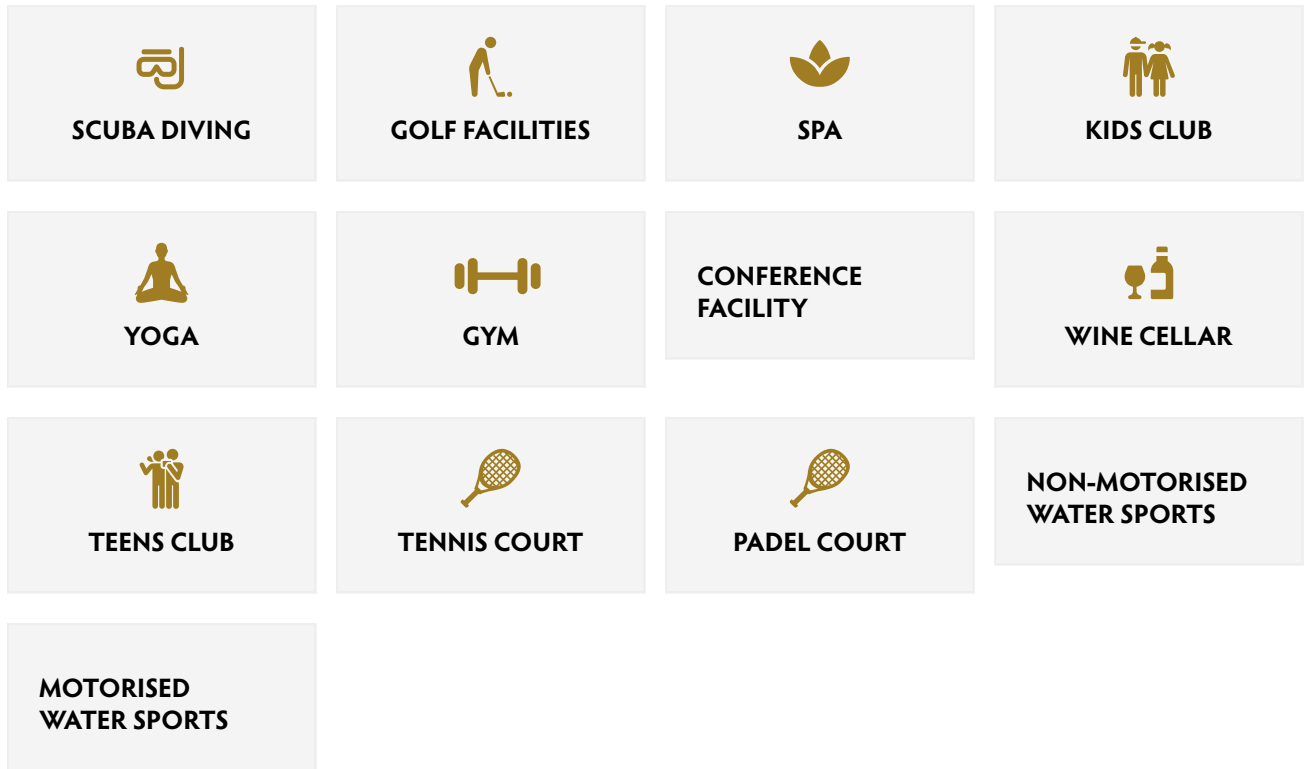 SCUBA DIVING
GOLF FACILITIES
SPA
KIDS CLUB
YOGA
GYM
CONFERENCE
FACILITY
WINE CELLAR
TEENS CLUB
TENNIS COURT
PADEL COURT
NON-MOTORISED
WATER SPORTS
MOTORISED
WATER SPORTS